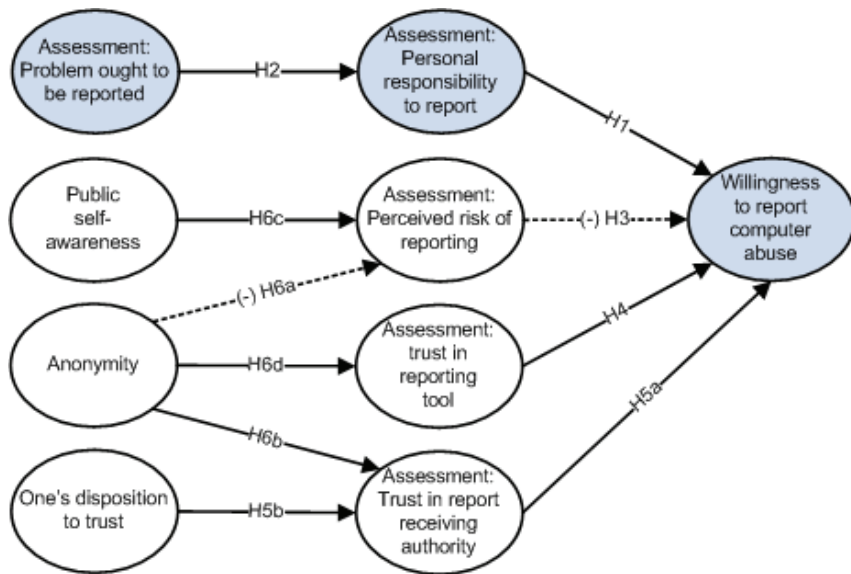 Assessment:
Problem ought to
be reported
H2
Assessment:
Personal
responsibility
to report
H1
Public
self-
awareness
H6c
Assessment:
Perceived risk of
reporting
(-) H3
Willingness
to report
computer
abuse
(-) H6a
Anonymity
H6d
Assessment:
trust in
reporting
tool
H4
H6b
One's disposition
to trust
H5b
Assessment:
Trust in report
receiving
authority
H5a